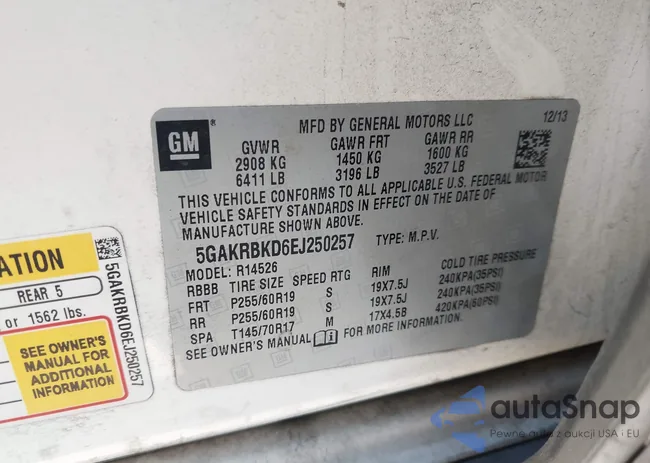 MFD BY GENERAL MOTORS LLC
12/13
GM
GVWR GAWR FRT GAWR RR
2908 KG 1450 KG 1600 KG
6411 LB 3196 LB 3527 LB
THIS VEHICLE CONFORMS TO ALL APPLICABLE U.S. FEDERAL MOTOR
VEHICLE SAFETY STANDARDS IN EFFECT ON THE DATE OF
MANUFACTURE SHOWN ABOVE.
5GAKRBKD6EJ250257 TYPE: M.P.V.
MODEL: R14526
RBBB TIRE SIZE SPEED RTG RIM COLD TIRE PRESSURE
FRT P255/60R19 S 19X7.5J 240KPA(35PSI)
RR P255/60R19 S 19X7.5J 240KPA(35PSI)
SPA T145/70R17 M 17X4.5B 420KPA(60PSI)
SEE OWNER'S MANUAL FOR MORE INFORMATION
ATION
REAR 5
or 1562 lbs.
SEE OWNER'S
MANUAL FOR
ADDITIONAL
INFORMATION
5GAKRBKD6EJ250257
autoSnap
Pewne auta z aukcji USA i EU